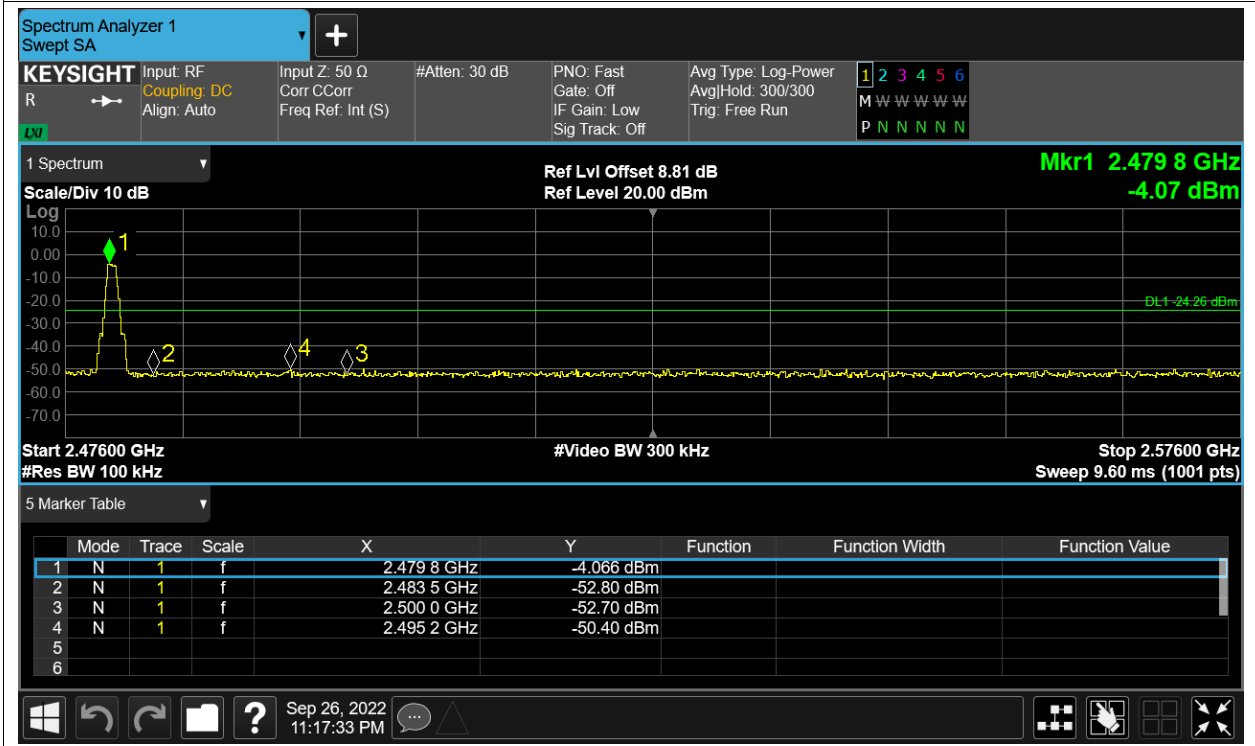 Spectrum Analyzer 1
Swept SA
+
KEYSIGHT
R
LXI
Input: RF
Coupling: DC
Align: Auto
Input Z: 50 Ω
Corr CCorr
Freq Ref: Int (S)
#Atten: 30 dB
PNO: Fast
Gate: Off
IF Gain: Low
Sig Track: Off
Avg Type: Log-Power
Avg|Hold: 300/300
Trig: Free Run
1 2 3 4 5 6
M W W W W W
P N N N N N
1 Spectrum
Scale/Div 10 dB
Ref Lvl Offset 8.81 dB
Ref Level 20.00 dBm
Mkr1 2.479 8 GHz
-4.07 dBm
Log
10.0
0.00
-10.0
-20.0
-30.0
-40.0
-50.0
-60.0
-70.0
1
2
4
3
DL1 -24.26 dBm
Start 2.47600 GHz
#Res BW 100 kHz
#Video BW 300 kHz
Stop 2.57600 GHz
Sweep 9.60 ms (1001 pts)
5 Marker Table
Mode Trace Scale X Y Function Function Width Function Value
1 N 1 f 2.479 8 GHz -4.066 dBm
2 N 1 f 2.483 5 GHz -52.80 dBm
3 N 1 f 2.500 0 GHz -52.70 dBm
4 N 1 f 2.495 2 GHz -50.40 dBm
5
6
?
Sep 26, 2022
11:17:33 PM